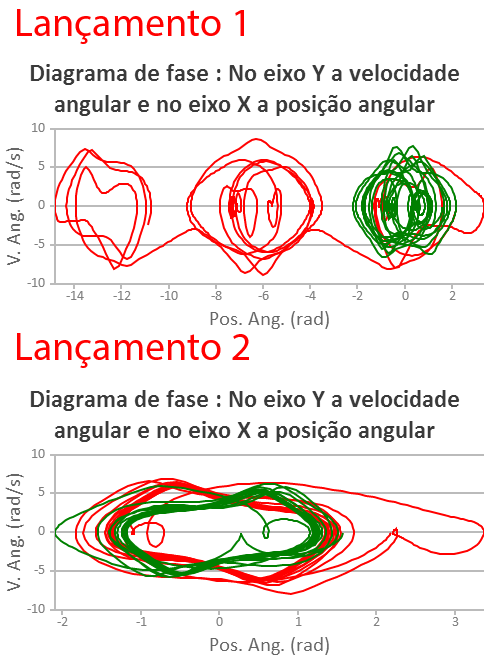 Lançamento 1
Diagrama de fase : No eixo Y a velocidade
angular e no eixo X a posição angular
V. Ang. (rad/s)
10
5
0
-5
-10
-14 -12 -10 -8 -6 -4 -2 0 2
Pos. Ang. (rad)
Lançamento 2
Diagrama de fase : No eixo Y a velocidade
angular e no eixo X a posição angular
V. Ang. (rad/s)
10
5
0
-5
-10
-2 -1 0 1 2 3
Pos. Ang. (rad)